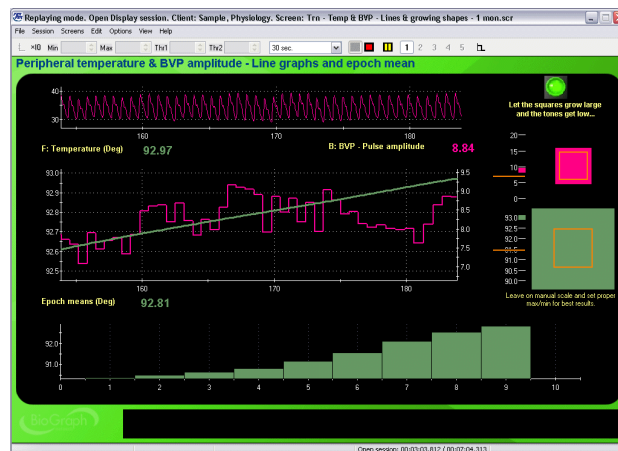 Replaying mode. Open Display session. Client: Sample, Physiology. Screen: Trn - Temp & BVP - Lines & growing shapes - 1 mon.scr
File Session Screens Edit Options View Help
×10 Min Max Thr1 Thr2 30 sec. 1 2 3 4 5
Peripheral temperature & BVP amplitude - Line graphs and epoch mean
40
30
160 170 180
Let the squares grow large
and the tones get low...
F: Temperature (Deg) 92.97 B: BVP - Pulse amplitude 8.84
20
15
10
5
0
93.0
92.8
92.7
92.6
92.5
9.5
9.0
8.5
8.0
7.5
7.0
160 170 180
93.0
92.5
92.0
91.5
91.0
90.5
90.0
Leave on manual scale and set proper
max/min for best results.
Epoch means (Deg) 92.81
92.0
91.0
0 1 2 3 4 5 6 7 8 9 10
BioGraph
Open session: 00:03:03.812 / 00:07:04.313